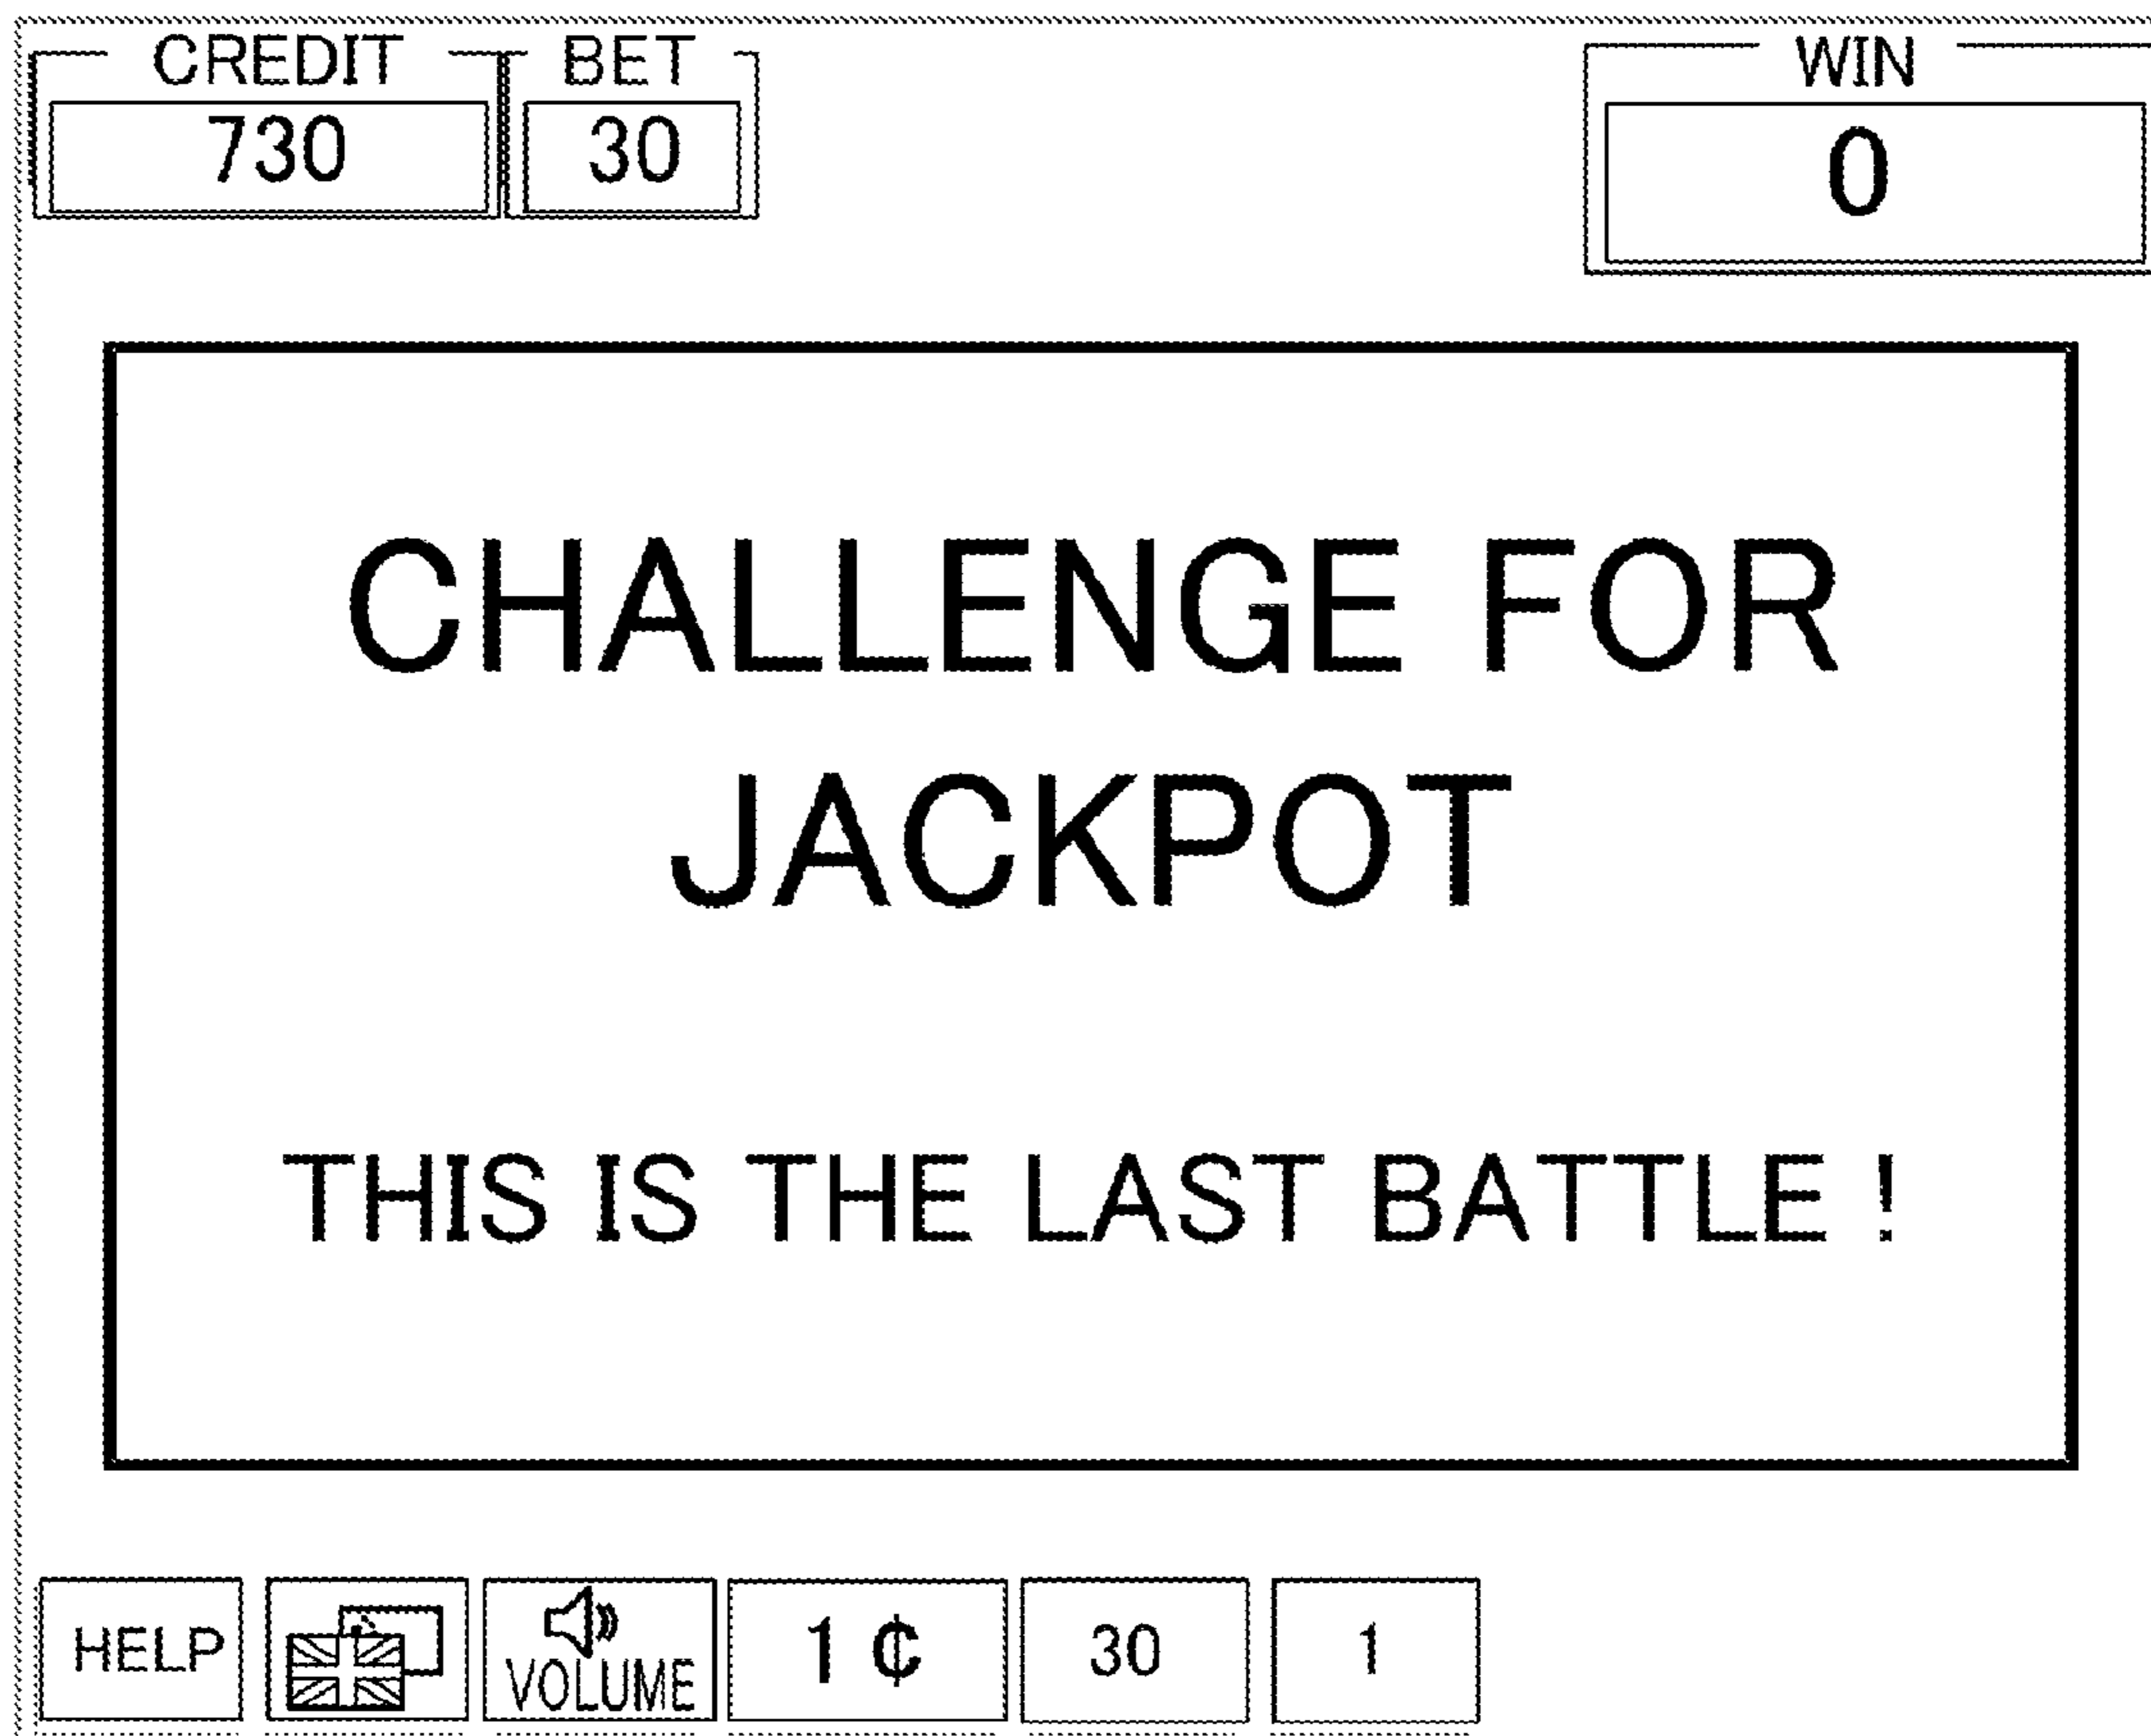 CREDIT BET WIN
730 30 0
CHALLENGE FOR
JACKPOT
THIS IS THE LAST BATTLE !
HELP VOLUME 1 ¢ 30 1